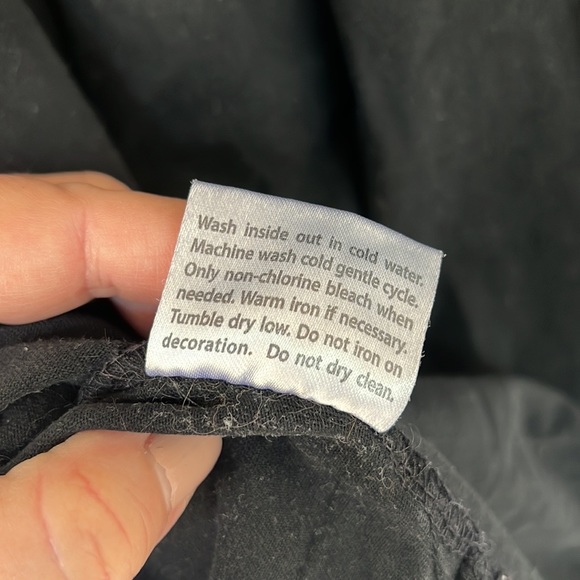 Wash inside out in cold water.
Machine wash cold gentle cycle.
Only non-chlorine bleach when
needed. Warm Iron if necessary.
Tumble dry low. Do not iron on
decoration. Do not dry clean.